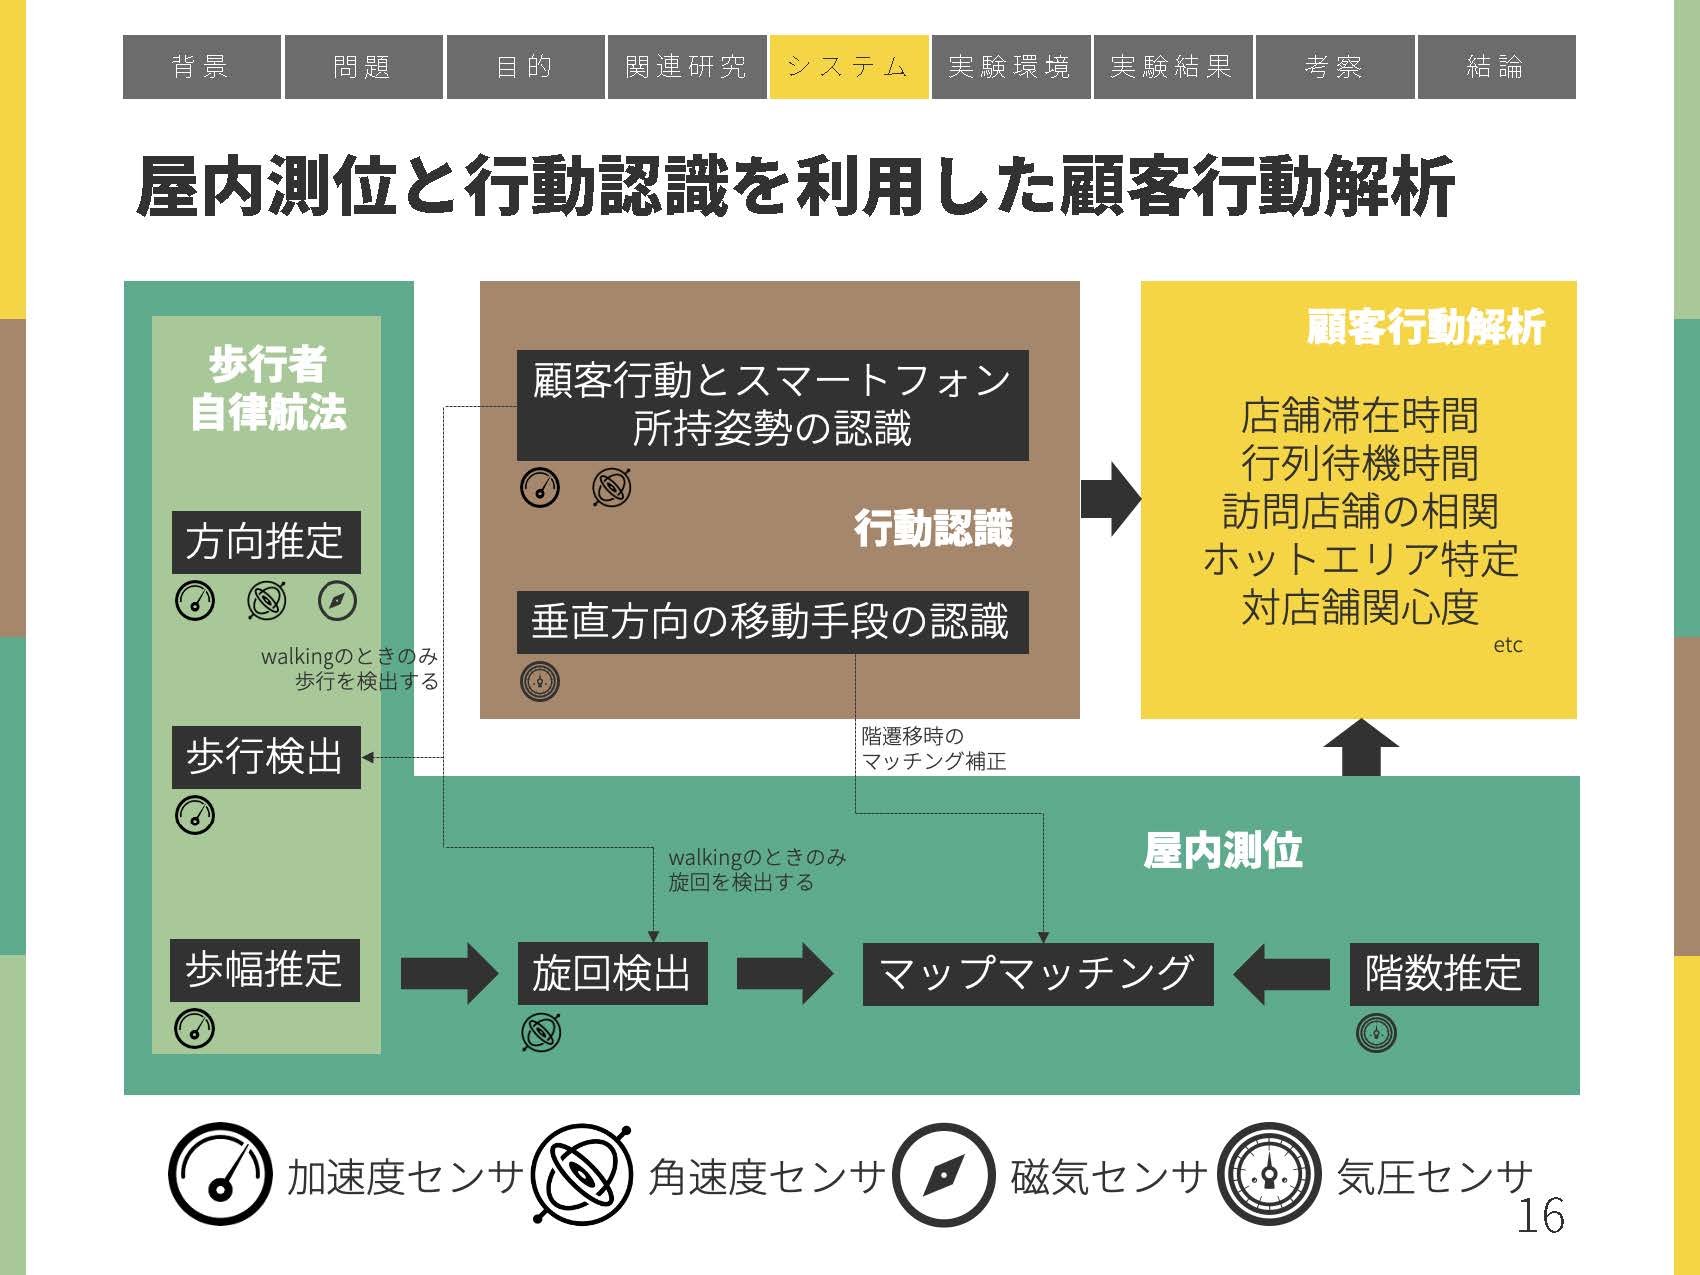 背景
問題
目的
関連研究
システム
実験環境
実験結果
考察
結論
屋内測位と行動認識を利用した顧客行動解析
歩行者
自律航法
方向推定
walkingのときのみ
歩行を検出する
歩行検出
歩幅推定
顧客行動とスマートフォン
所持姿勢の認識
行動認識
垂直方向の移動手段の認識
階遷移時の
マッチング補正
顧客行動解析
店舗滞在時間
行列待機時間
訪問店舗の相関
ホットエリア特定
対店舗関心度
etc
屋内測位
walkingのときのみ
旋回を検出する
旋回検出
マップマッチング
階数推定
加速度センサ
角速度センサ
磁気センサ
気圧センサ
16